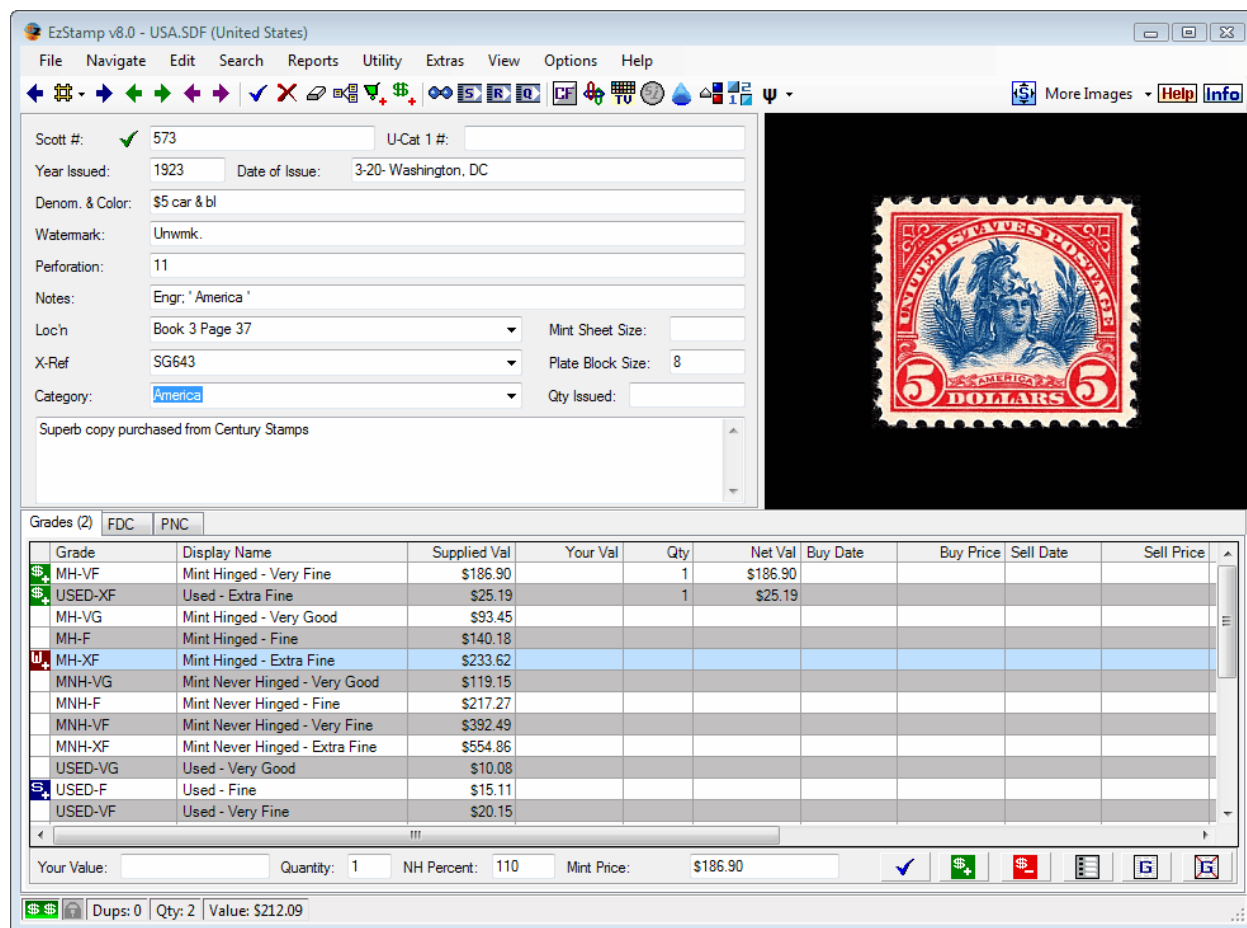 EzStamp v8.0 - USA.SDF (United States)
File Navigate Edit Search Reports Utility Extras View Options Help
S R Q CF TV More Images Help Info
Scott #: 573 U-Cat 1 #:
Year Issued: 1923 Date of Issue: 3-20- Washington, DC
Denom. & Color: $5 car & bl
Watermark: Unwmk.
Perforation: 11
Notes: Engr; ' America '
Loc'n Book 3 Page 37 Mint Sheet Size:
X-Ref SG643 Plate Block Size: 8
Category: America Qty Issued:
Superb copy purchased from Century Stamps
UNITED STATES POSTAGE
AMERICA
5 DOLLARS 5
Grades (2) FDC PNC
Grade Display Name Supplied Val Your Val Qty Net Val Buy Date Buy Price Sell Date Sell Price
$ MH-VF Mint Hinged - Very Fine $186.90 1 $186.90
$ USED-XF Used - Extra Fine $25.19 1 $25.19
MH-VG Mint Hinged - Very Good $93.45
MH-F Mint Hinged - Fine $140.18
W MH-XF Mint Hinged - Extra Fine $233.62
MNH-VG Mint Never Hinged - Very Good $119.15
MNH-F Mint Never Hinged - Fine $217.27
MNH-VF Mint Never Hinged - Very Fine $392.49
MNH-XF Mint Never Hinged - Extra Fine $554.86
USED-VG Used - Very Good $10.08
S USED-F Used - Fine $15.11
USED-VF Used - Very Fine $20.15
Your Value: Quantity: 1 NH Percent: 110 Mint Price: $186.90 $ $ G G
$ $ Dups: 0 Qty: 2 Value: $212.09